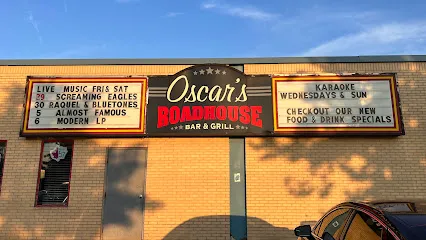 LIVE MUSIC FRI & SAT
29 SCREAMING EAGLES
30 RAQUEL & BLUETONES
5 ALMOST FAMOUS
6 MODERN LP
Oscar's
ROADHOUSE
BAR & GRILL
KARAOKE
WEDNESDAYS & SUN
CHECKOUT OUR NEW
FOOD & DRINK SPECIALS